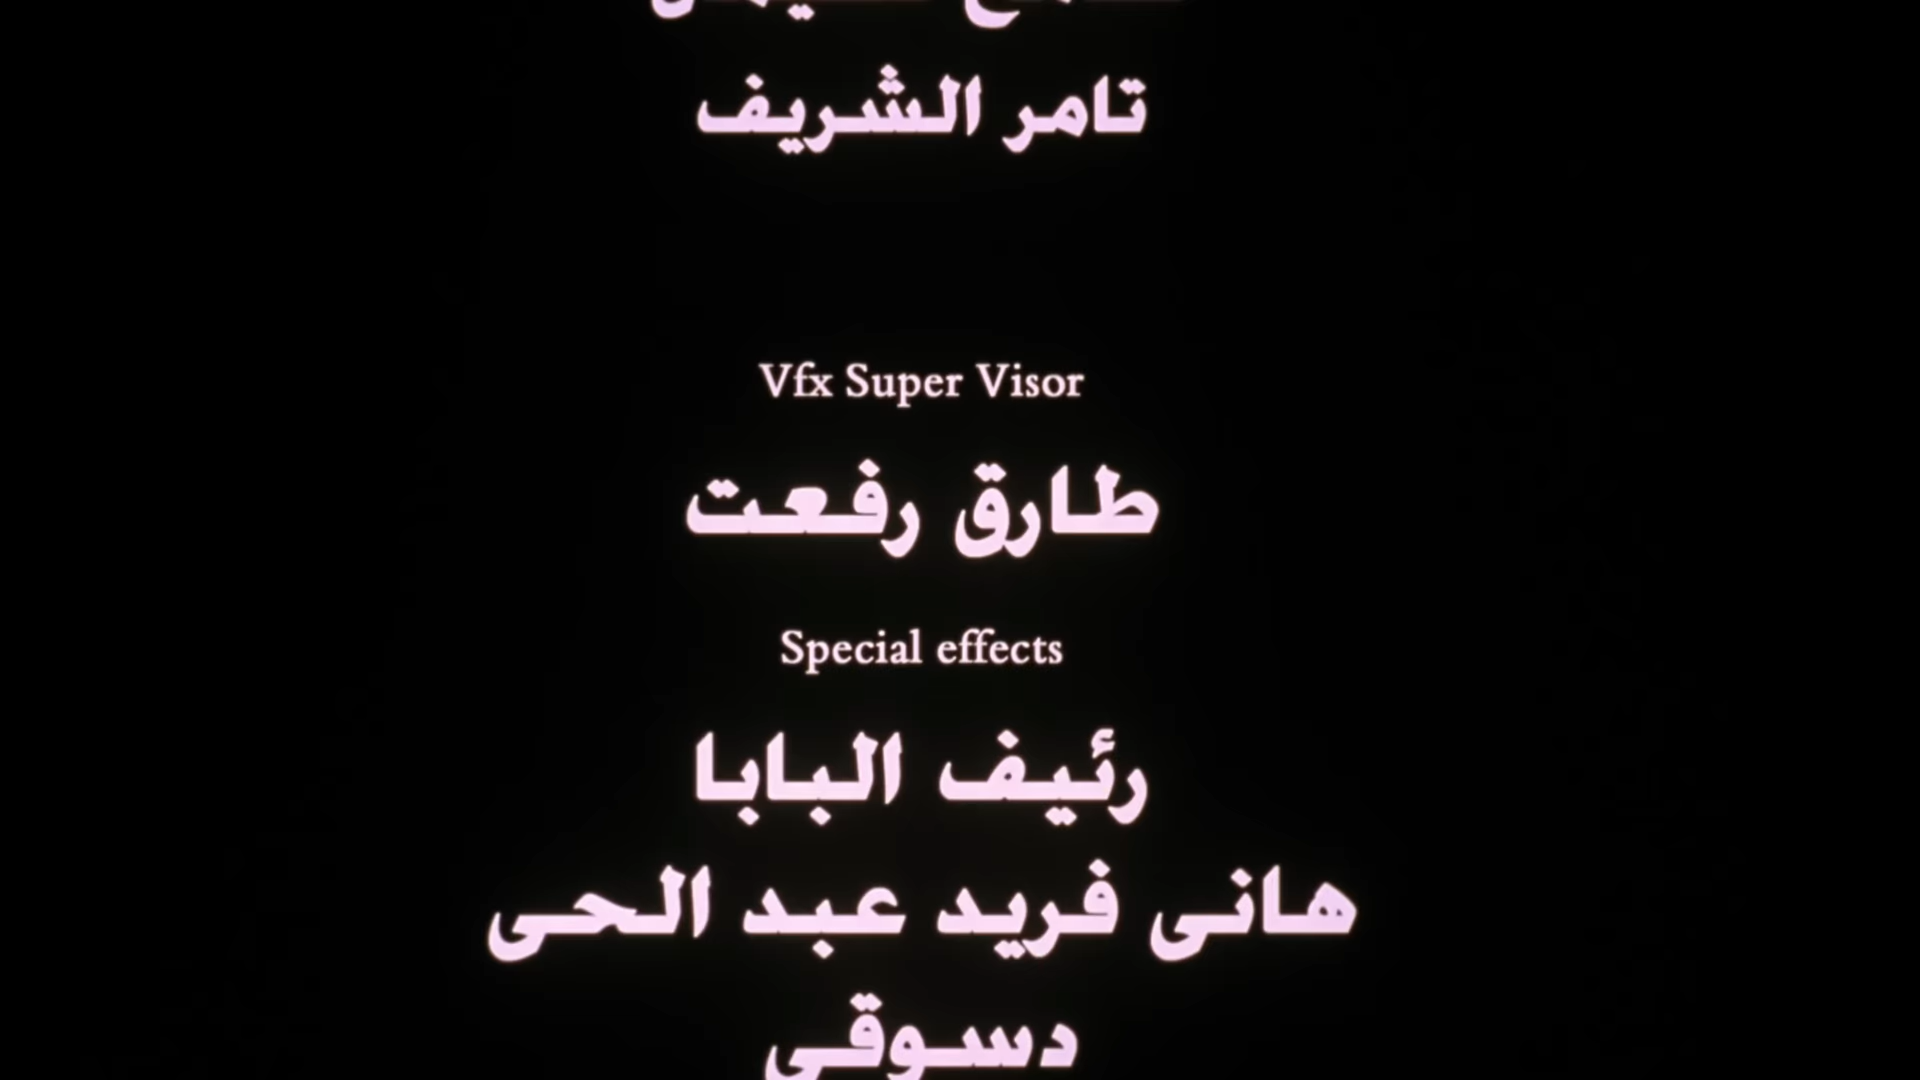 تامر الشريف
Vfx Super Visor
طارق رفعت
Special effects
رئيف البابا
هانى فريد عبد الحى
دسوقى